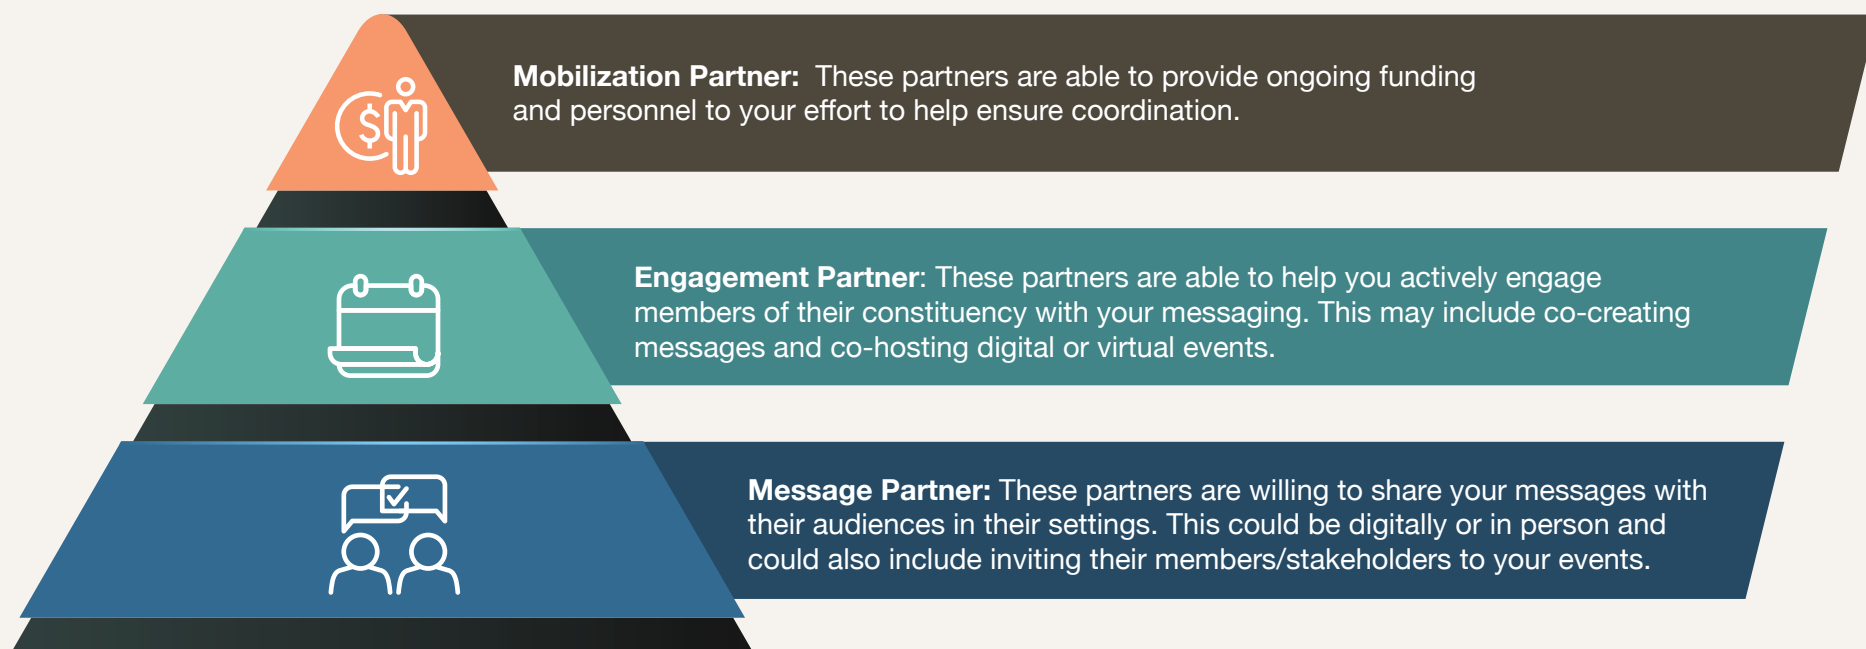 Mobilization Partner: These partners are able to provide ongoing funding
and personnel to your effort to help ensure coordination.
$
Engagement Partner: These partners are able to help you actively engage
members of their constituency with your messaging. This may include co-creating
messages and co-hosting digital or virtual events.
Message Partner: These partners are willing to share your messages with
their audiences in their settings. This could be digitally or in person and
could also include inviting their members/stakeholders to your events.